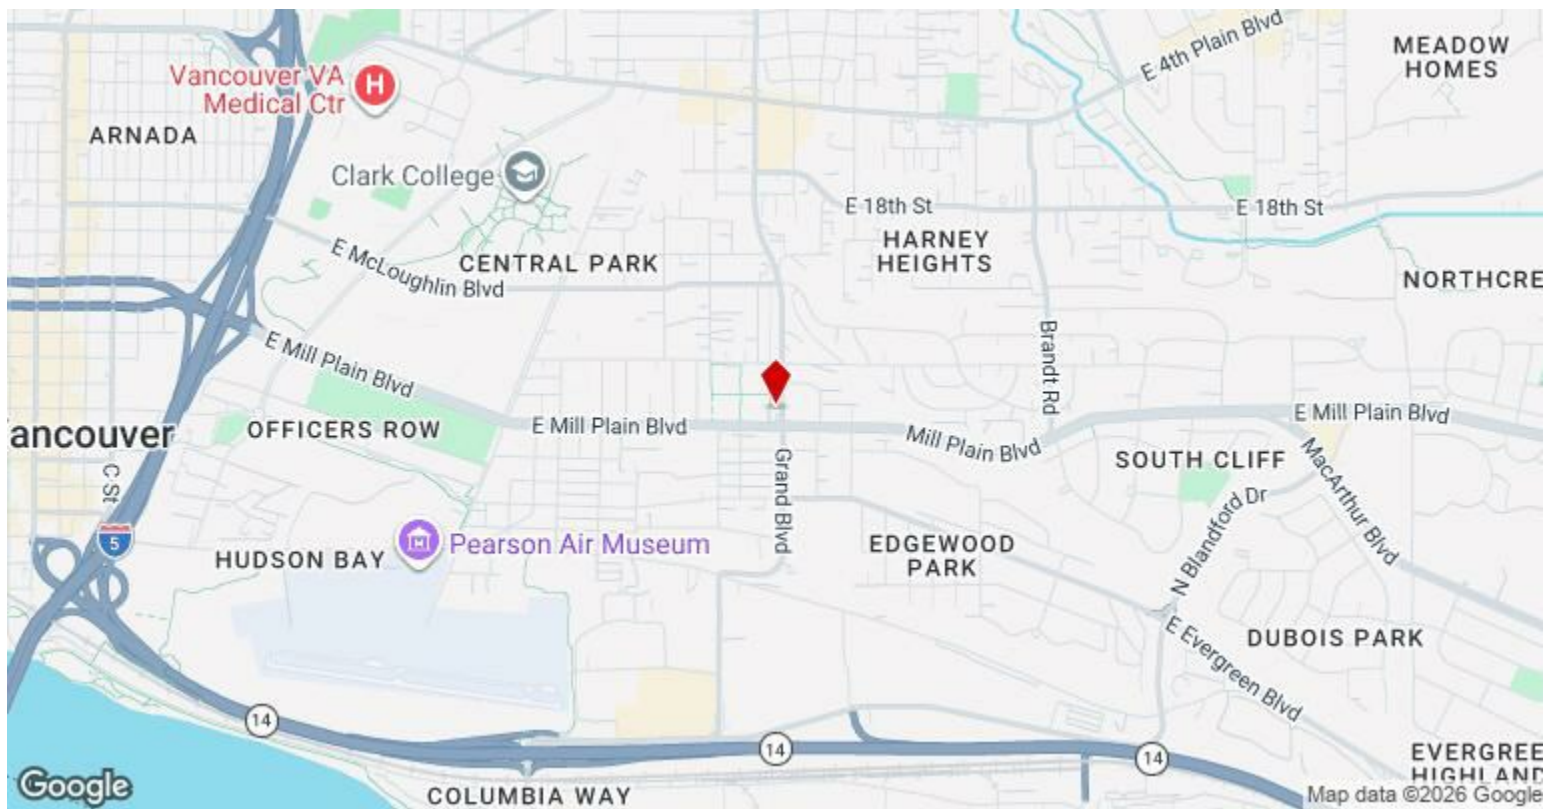 E 4th Plain Blvd
MEADOW
HOMES
Vancouver VA
Medical Ctr
H
ARNADA
Clark College
E 18th St
E 18th St
HARNEY
HEIGHTS
E McLoughlin Blvd
CENTRAL PARK
NORTHCRE
E Mill Plain Blvd
Brandt Rd
E Mill Plain Blvd
E Mill Plain Blvd
Mill Plain Blvd
OFFICERS ROW
ancouver
C St
Grand Blvd
SOUTH CLIFF
MacArthur Blvd
N Blandford Dr
5
HUDSON BAY
Pearson Air Museum
EDGEWOOD
PARK
E Evergreen Blvd
DUBOIS PARK
14
14
14
EVERGREE
HIGHLAND
Google
COLUMBIA WAY
Map data ©2026 Google